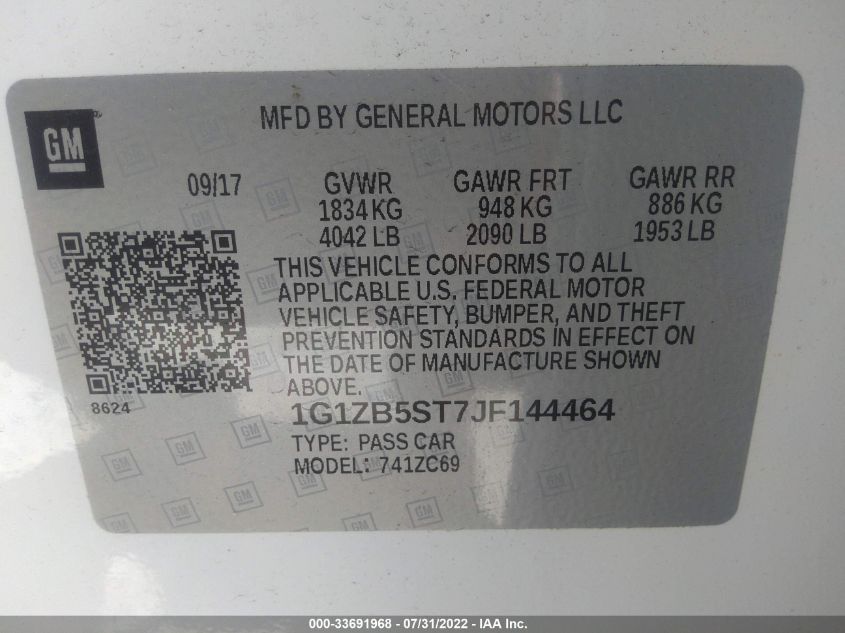 GM
MFD BY GENERAL MOTORS LLC
09/17 GVWR GAWR FRT GAWR RR
1834 KG 948 KG 886 KG
4042 LB 2090 LB 1953 LB
THIS VEHICLE CONFORMS TO ALL
APPLICABLE U.S. FEDERAL MOTOR
VEHICLE SAFETY, BUMPER, AND THEFT
PREVENTION STANDARDS IN EFFECT ON
THE DATE OF MANUFACTURE SHOWN
ABOVE.
8624
1G1ZB5ST7JF144464
TYPE: PASS CAR
MODEL: 741ZC69
000-33691968 - 07/31/2022 - IAA Inc.